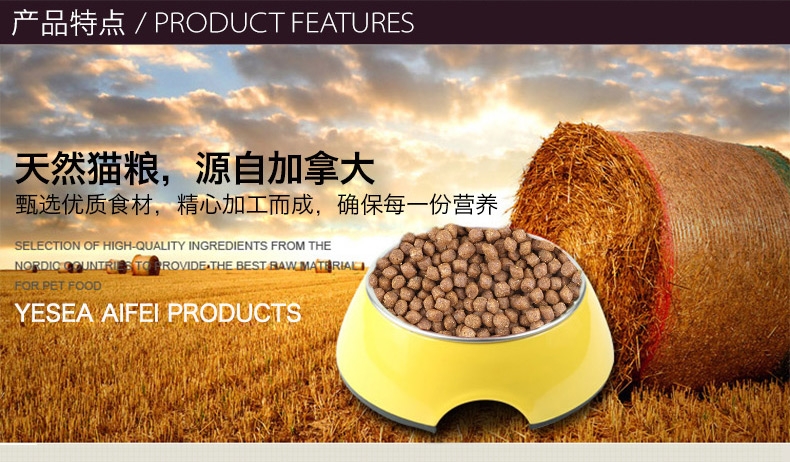 产品特点 / PRODUCT FEATURES
天然猫粮，源自加拿大
甄选优质食材，精心加工而成，确保每一份营养
SELECTION OF HIGH-QUALITY INGREDIENTS FROM THE
NORDIC COUNTRIES TO PROVIDE THE BEST RAW MATERIAL
FOR PET FOOD
YESEA AIFEI PRODUCTS